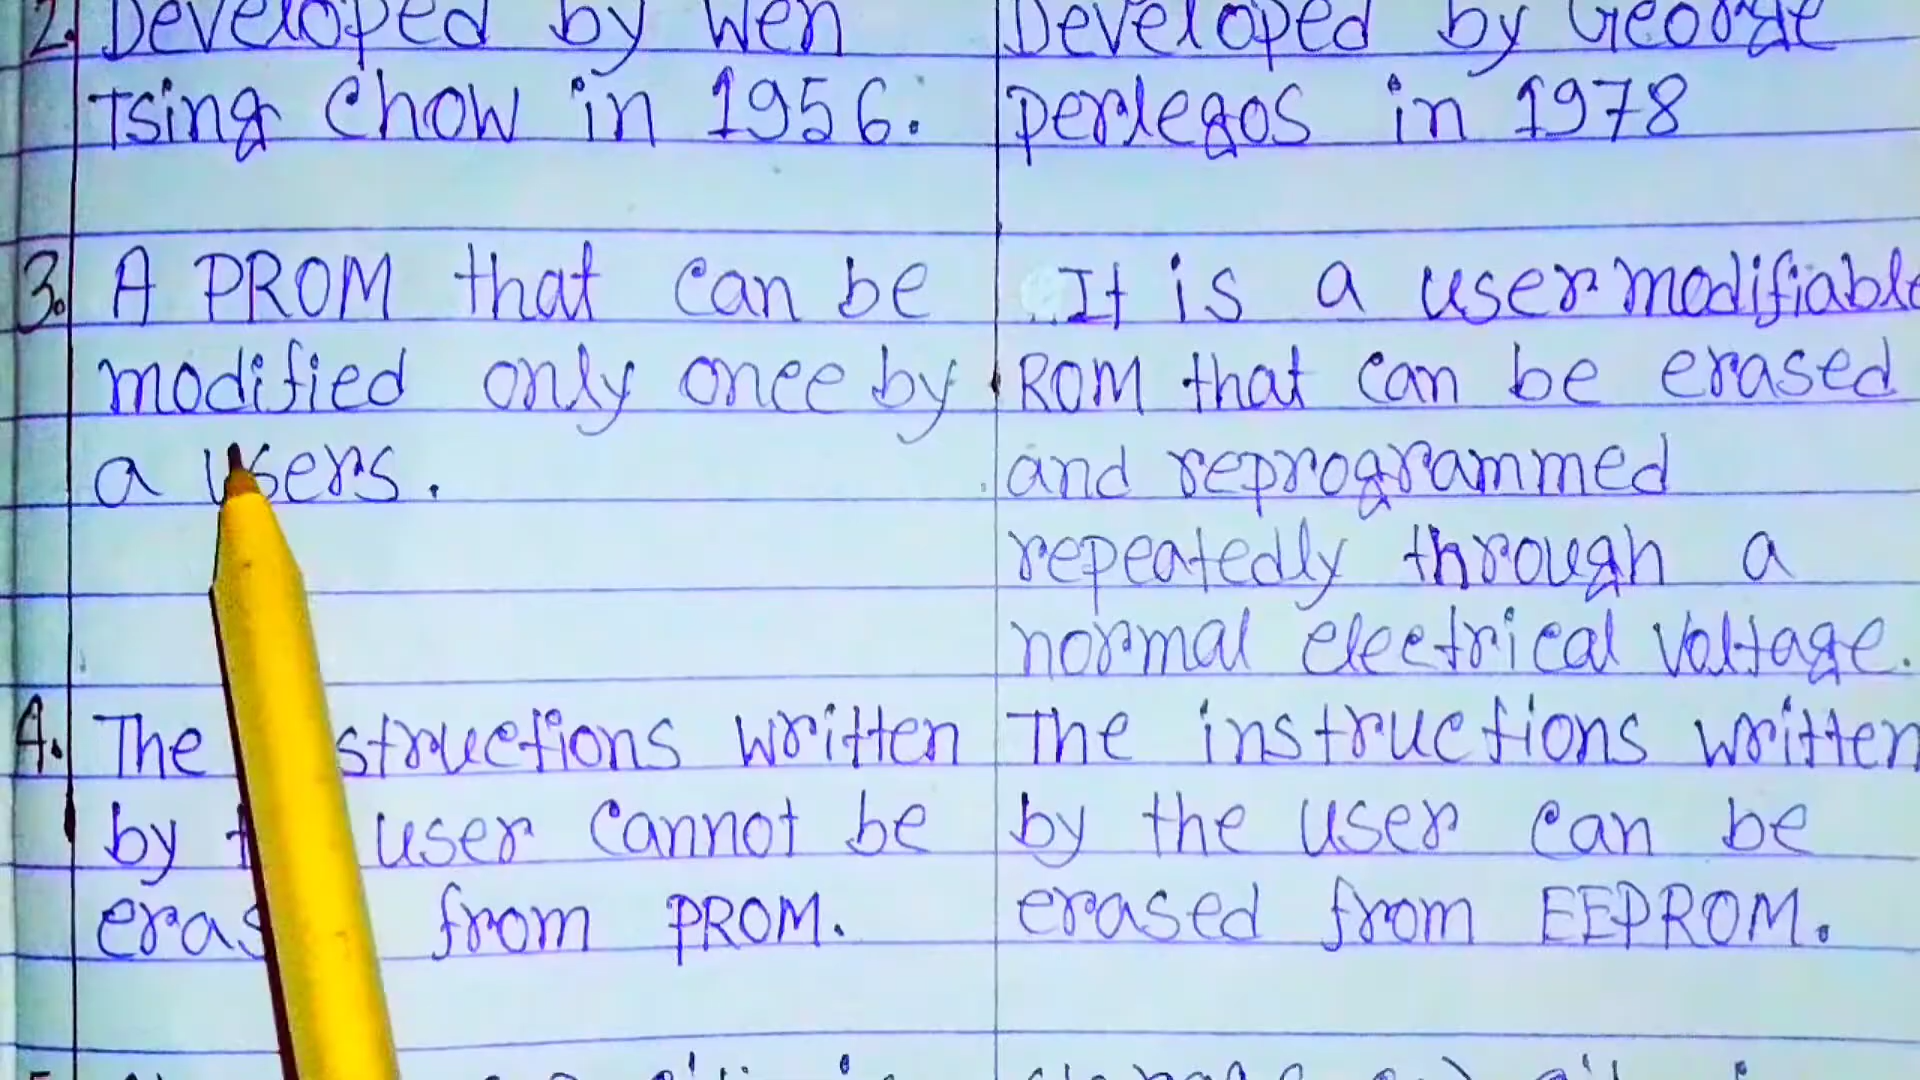 2. Developed by Wen
Tsing Chow in 1956.
Developed by George
perlegos in 1978
3. A PROM that can be
modified only once by
a users.
It is a user modifiable
ROM that can be erased
and reprogrammed
repeatedly through a
normal electrical voltage.
4. The structions written
by user cannot be
eras from PROM.
The instructions written
by the user can be
erased from EEPROM.